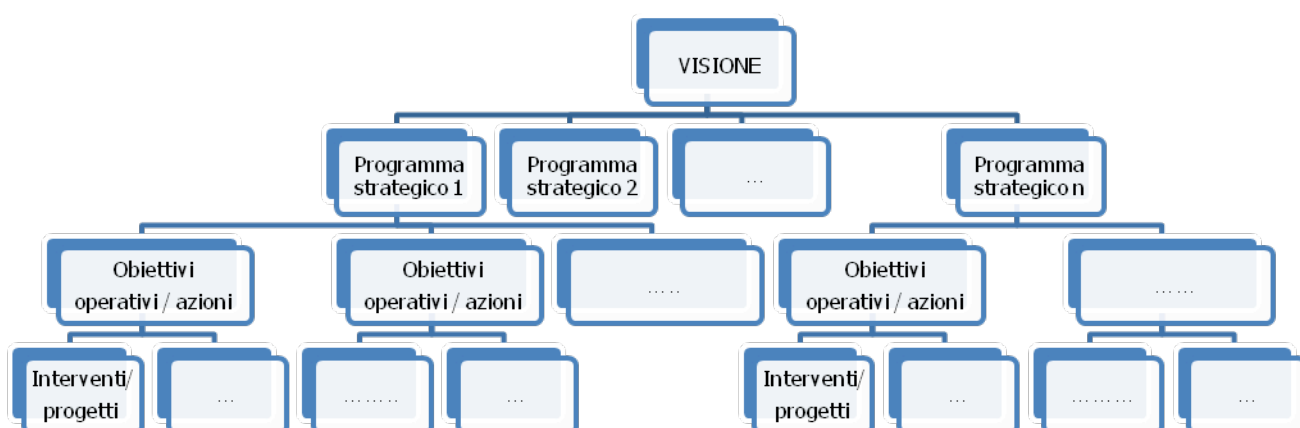 VISIONE
Programma
strategico 1
Programma
strategico 2
...
Programma
strategico n
Obiettivi
operativi / azioni
Obiettivi
operativi / azioni
.....
Obiettivi
operativi / azioni
......
Interventi/
progetti
...
........
...
Interventi/
progetti
...
.........
...